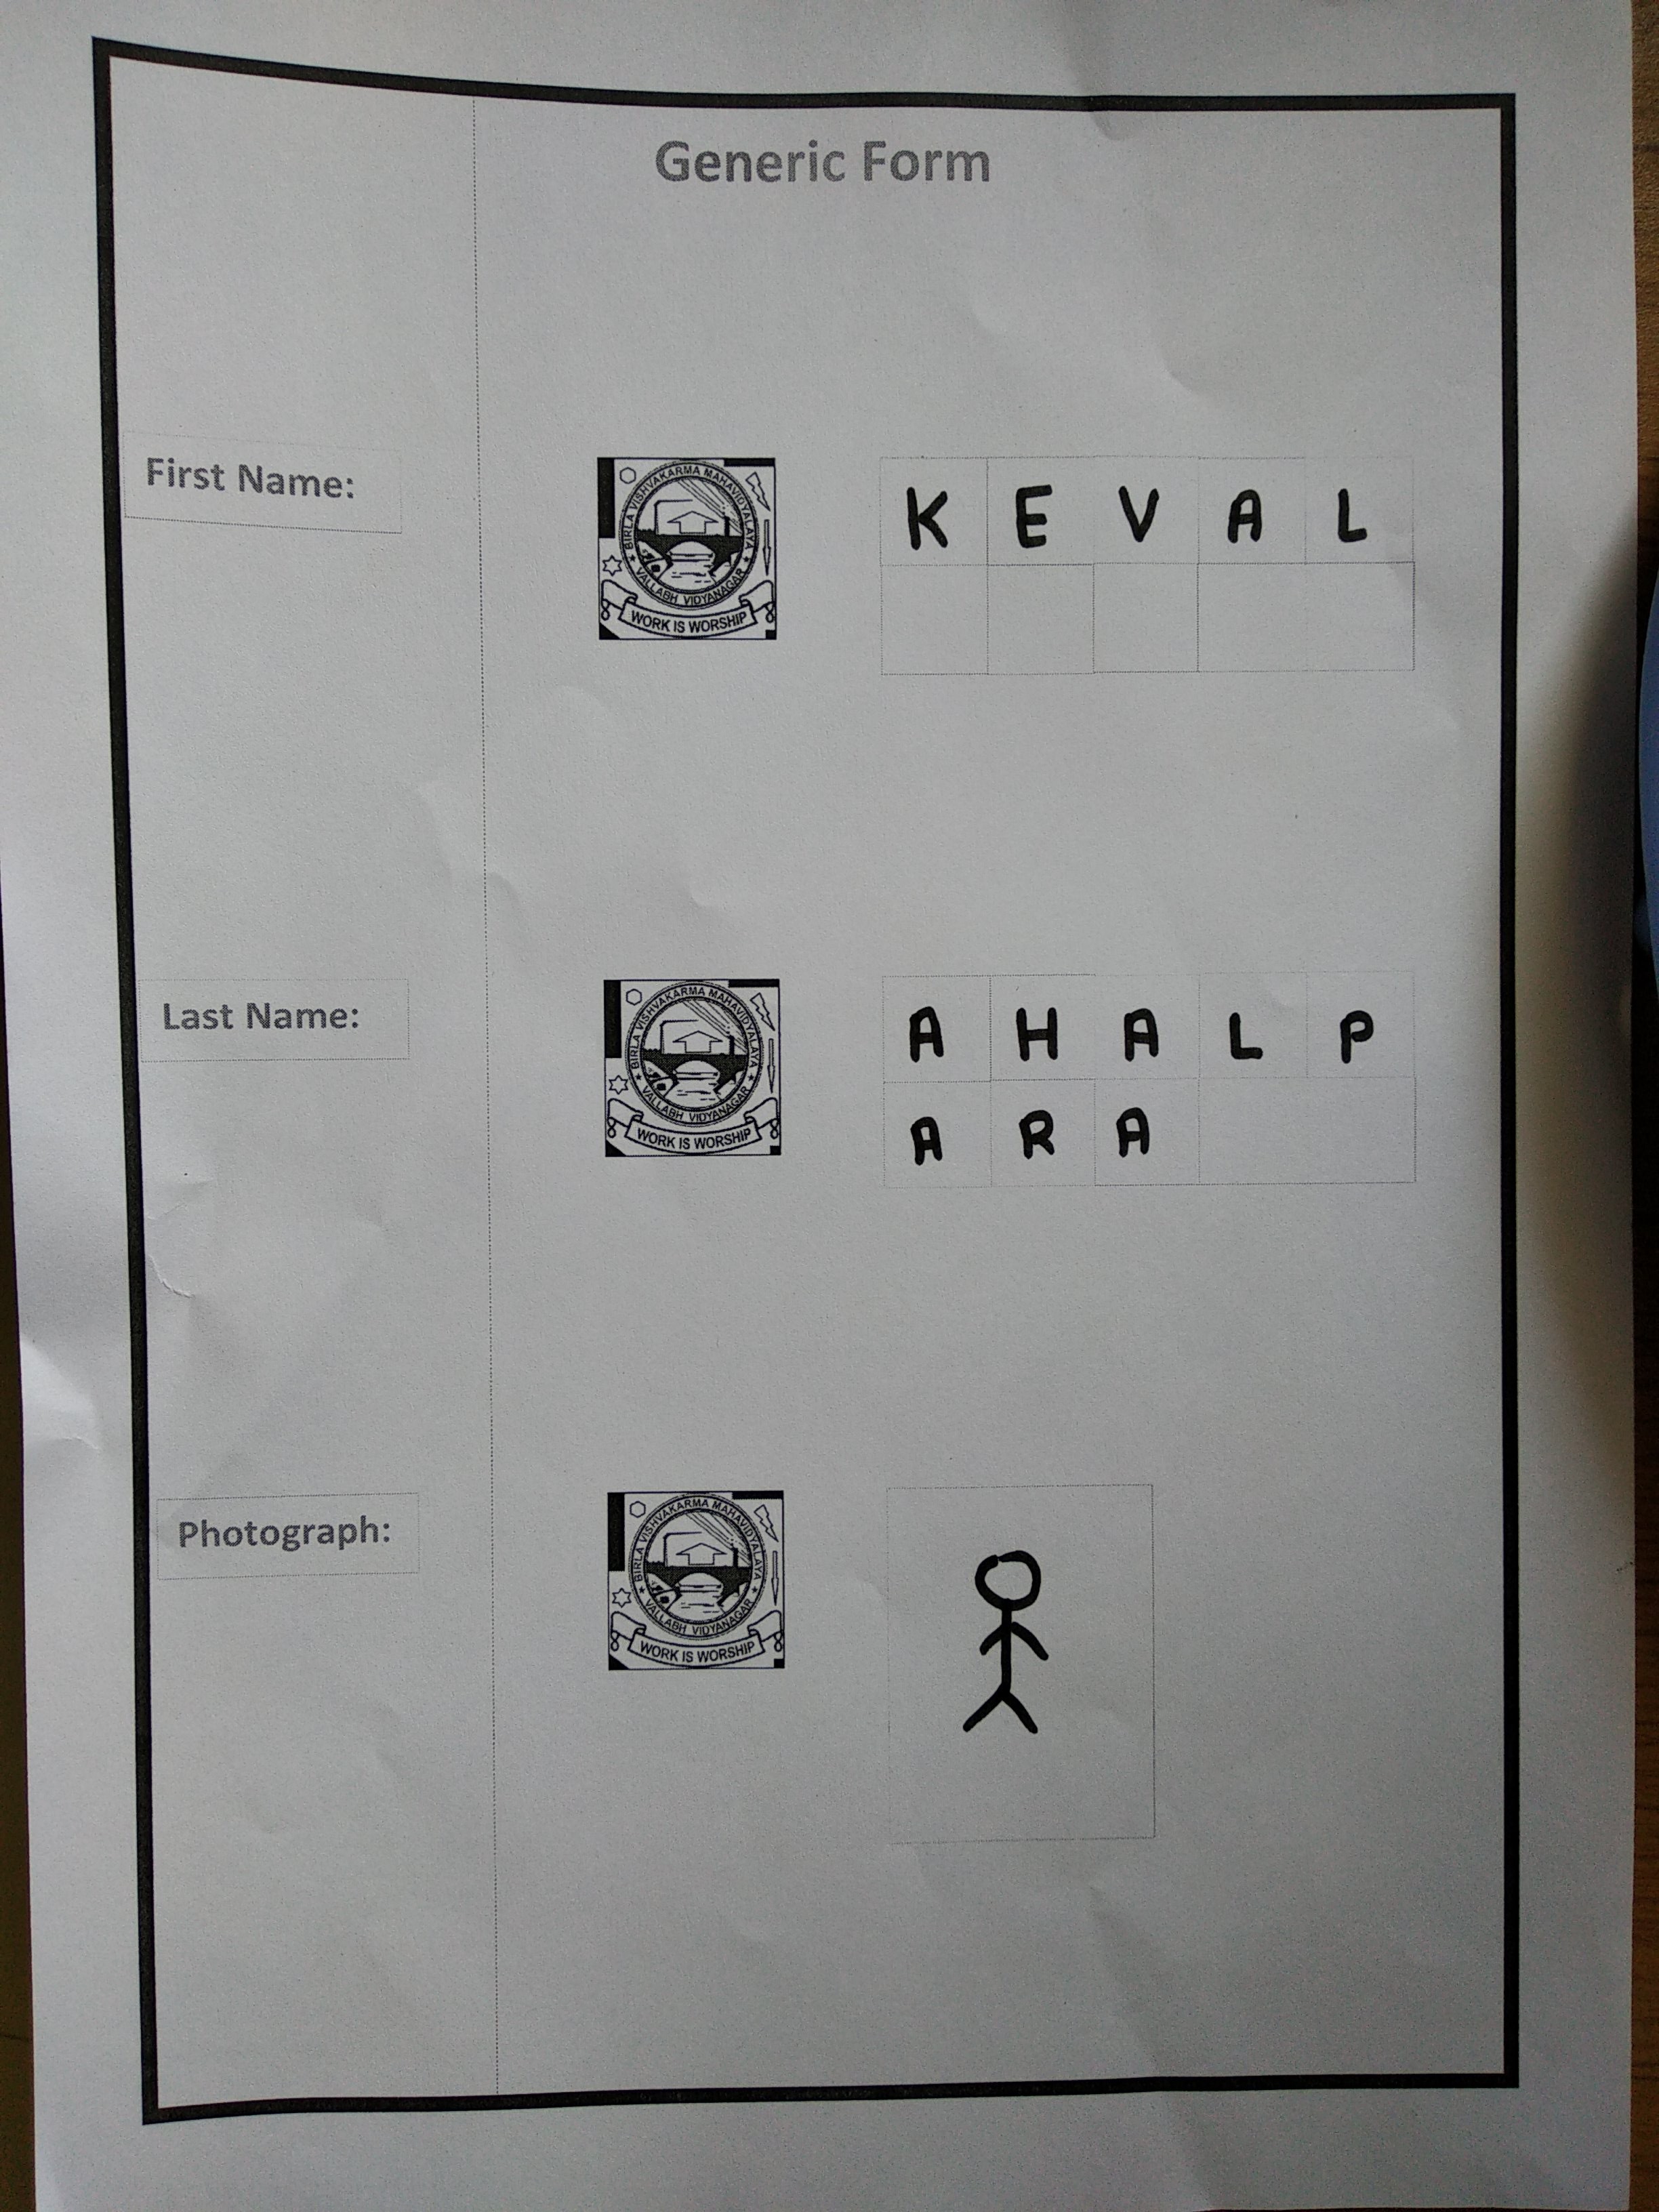 Generic Form
First Name:
BIRLA VISHVAKARMA MAHAVIDYALAYA
VALLABH VIDYANAGAR
WORK IS WORSHIP
K E V A L
Last Name:
BIRLA VISHVAKARMA MAHAVIDYALAYA
VALLABH VIDYANAGAR
WORK IS WORSHIP
A H A L P
A R A
Photograph:
BIRLA VISHVAKARMA MAHAVIDYALAYA
VALLABH VIDYANAGAR
WORK IS WORSHIP